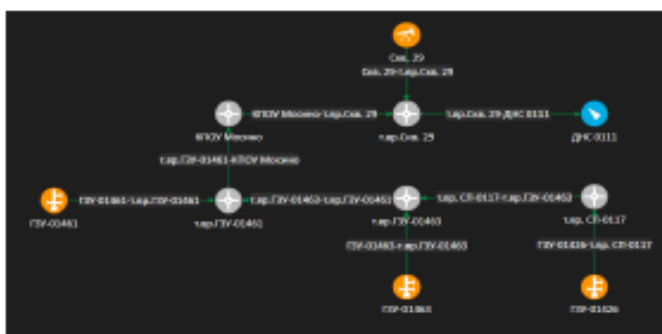 Скв. 29
Скв. 29-т.вр.Скв. 29
КПОУ Мосино-т.вр.Скв. 29
т.вр.Скв. 29-ДНС-0111
КПОУ Мосино
т.вр.Скв. 29
ДНС-0111
т.вр.ГЗУ-01461-КПОУ Мосино
ГЗУ-01461-т.вр.ГЗУ-01461
т.вр.ГЗУ-01463-т.вр.ГЗУ-01461
т.вр. СП-0117-т.вр.ГЗУ-01463
ГЗУ-01461
т.вр.ГЗУ-01461
т.вр.ГЗУ-01463
т.вр. СП-0117
ГЗУ-01463-т.вр.ГЗУ-01463
ГЗУ-01426-т.вр. СП-0117
ГЗУ-01463
ГЗУ-01426